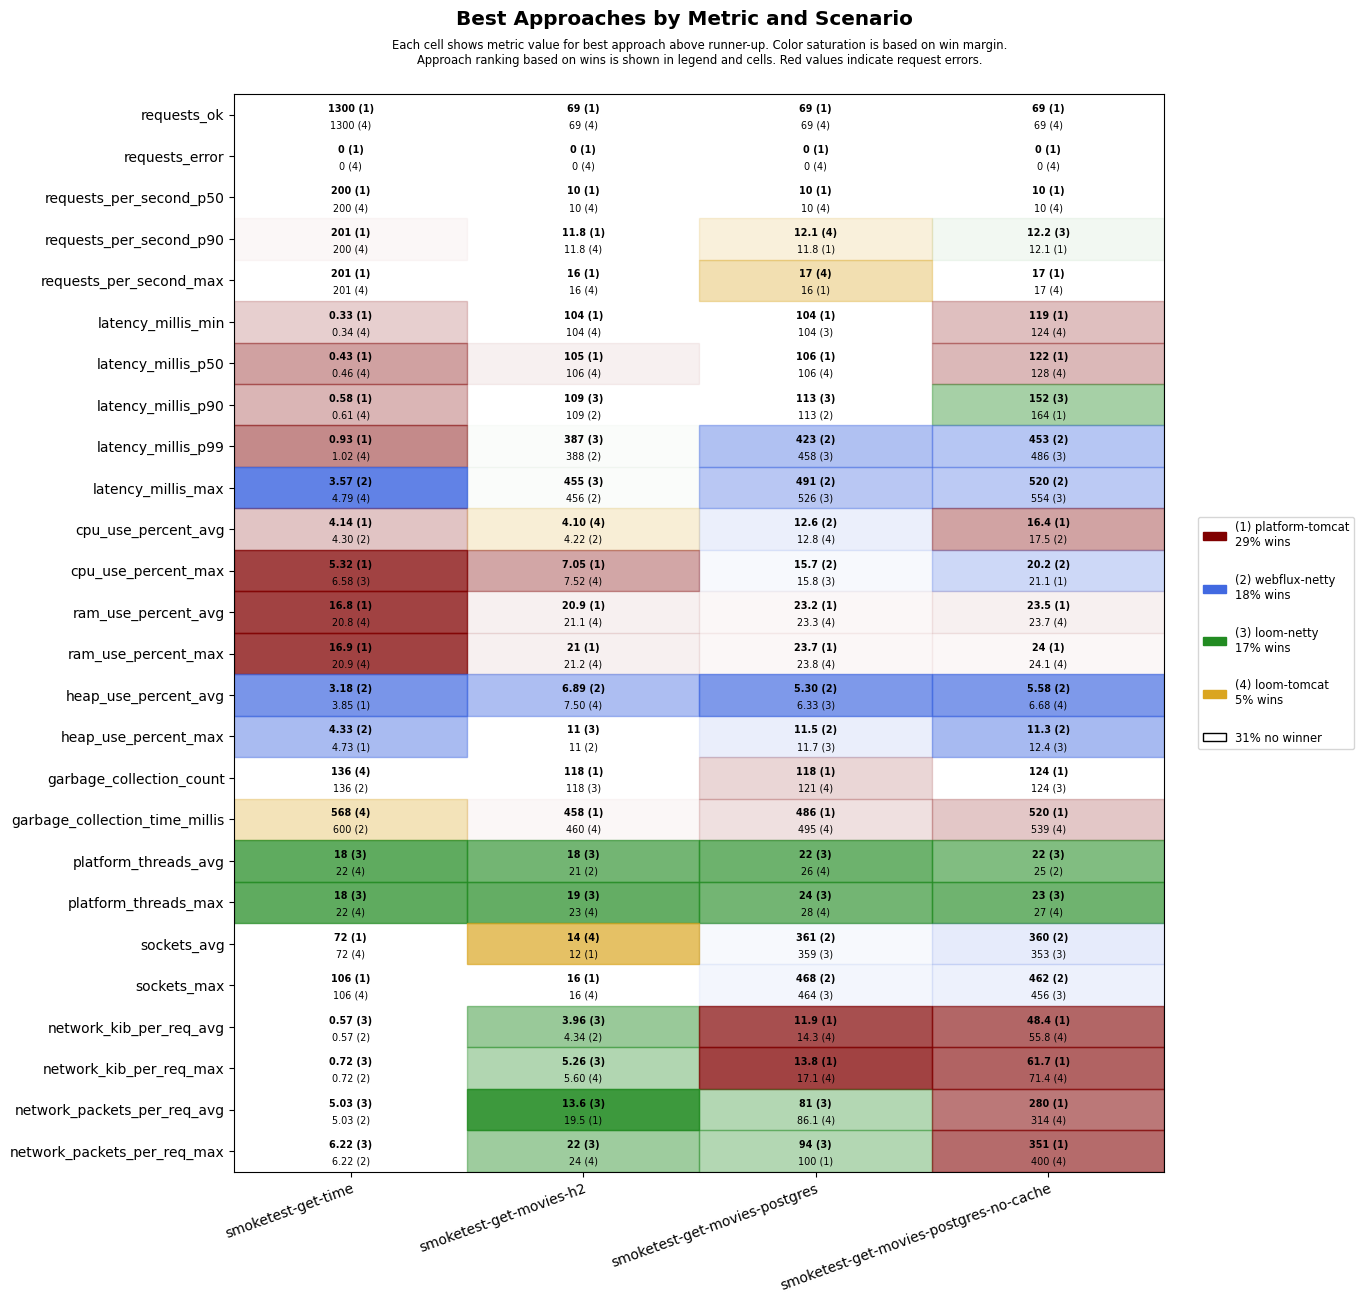 Best Approaches by Metric and Scenario
Each cell shows metric value for best approach above runner-up. Color saturation is based on win margin.
Approach ranking based on wins is shown in legend and cells. Red values indicate request errors.
requests_ok
1300 (1) 69 (1) 69 (1) 69 (1)
1300 (4) 69 (4) 69 (4) 69 (4)
requests_error
0 (1) 0 (1) 0 (1) 0 (1)
0 (4) 0 (4) 0 (4) 0 (4)
requests_per_second_p50
200 (1) 10 (1) 10 (1) 10 (1)
200 (4) 10 (4) 10 (4) 10 (4)
requests_per_second_p90
201 (1) 11.8 (1) 12.1 (4) 12.2 (3)
200 (4) 11.8 (4) 11.8 (1) 12.1 (1)
requests_per_second_max
201 (1) 16 (1) 17 (4) 17 (1)
201 (4) 16 (4) 16 (1) 17 (4)
latency_millis_min
0.33 (1) 104 (1) 104 (1) 119 (1)
0.34 (4) 104 (4) 104 (3) 124 (4)
latency_millis_p50
0.43 (1) 105 (1) 106 (1) 122 (1)
0.46 (4) 106 (4) 106 (4) 128 (4)
latency_millis_p90
0.58 (1) 109 (3) 113 (3) 152 (3)
0.61 (4) 109 (2) 113 (2) 164 (1)
latency_millis_p99
0.93 (1) 387 (3) 423 (2) 453 (2)
1.02 (4) 388 (2) 458 (3) 486 (3)
latency_millis_max
3.57 (2) 455 (3) 491 (2) 520 (2)
4.79 (4) 456 (2) 526 (3) 554 (3)
cpu_use_percent_avg
4.14 (1) 4.10 (4) 12.6 (2) 16.4 (1)
4.30 (2) 4.22 (2) 12.8 (4) 17.5 (2)
cpu_use_percent_max
5.32 (1) 7.05 (1) 15.7 (2) 20.2 (2)
6.58 (3) 7.52 (4) 15.8 (3) 21.1 (1)
ram_use_percent_avg
16.8 (1) 20.9 (1) 23.2 (1) 23.5 (1)
20.8 (4) 21.1 (4) 23.3 (4) 23.7 (4)
ram_use_percent_max
16.9 (1) 21 (1) 23.7 (1) 24 (1)
20.9 (4) 21.2 (4) 23.8 (4) 24.1 (4)
heap_use_percent_avg
3.18 (2) 6.89 (2) 5.30 (2) 5.58 (2)
3.85 (1) 7.50 (4) 6.33 (3) 6.68 (4)
heap_use_percent_max
4.33 (2) 11 (3) 11.5 (2) 11.3 (2)
4.73 (1) 11 (2) 11.7 (3) 12.4 (3)
garbage_collection_count
136 (4) 118 (1) 118 (1) 124 (1)
136 (2) 118 (3) 121 (4) 124 (3)
garbage_collection_time_millis
568 (4) 458 (1) 486 (1) 520 (1)
600 (2) 460 (4) 495 (4) 539 (4)
platform_threads_avg
18 (3) 18 (3) 22 (3) 22 (3)
22 (4) 21 (2) 26 (4) 25 (2)
platform_threads_max
18 (3) 19 (3) 24 (3) 23 (3)
22 (4) 23 (4) 28 (4) 27 (4)
sockets_avg
72 (1) 14 (4) 361 (2) 360 (2)
72 (4) 12 (1) 359 (3) 353 (3)
sockets_max
106 (1) 16 (1) 468 (2) 462 (2)
106 (4) 16 (4) 464 (3) 456 (3)
network_kib_per_req_avg
0.57 (3) 3.96 (3) 11.9 (1) 48.4 (1)
0.57 (2) 4.34 (2) 14.3 (4) 55.8 (4)
network_kib_per_req_max
0.72 (3) 5.26 (3) 13.8 (1) 61.7 (1)
0.72 (2) 5.60 (4) 17.1 (4) 71.4 (4)
network_packets_per_req_avg
5.03 (3) 13.6 (3) 81 (3) 280 (1)
5.03 (2) 19.5 (1) 86.1 (4) 314 (4)
network_packets_per_req_max
6.22 (3) 22 (3) 94 (3) 351 (1)
6.22 (2) 24 (4) 100 (1) 400 (4)
smoketest-get-time
smoketest-get-movies-h2
smoketest-get-movies-postgres
smoketest-get-movies-postgres-no-cache
(1) platform-tomcat
29% wins
(2) webflux-netty
18% wins
(3) loom-netty
17% wins
(4) loom-tomcat
5% wins
31% no winner